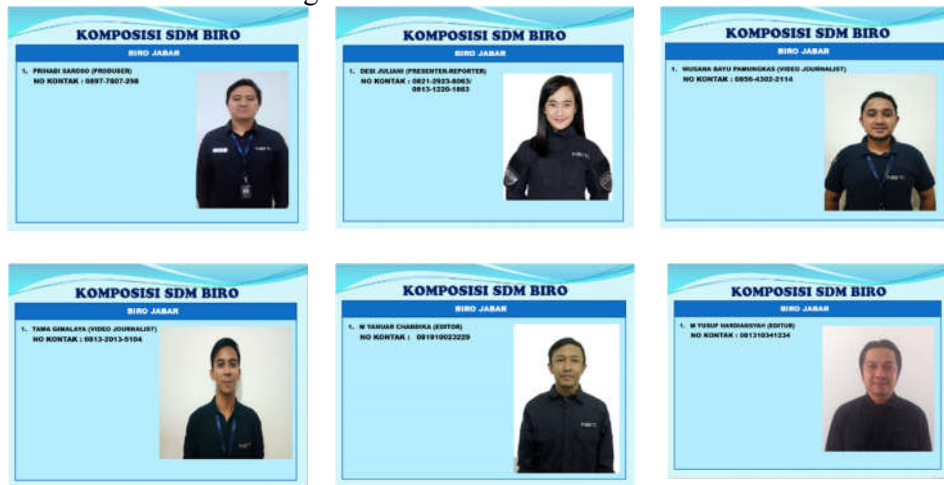 KOMPOSISI SDM BIRO
BIRO JABAR
1. PRIHABI SAROSO (PRODUSER)
NO KONTAK : 0897-7807-298
KOMPOSISI SDM BIRO
BIRO JABAR
1. DESI JULIANI (PRESENTER-REPORTER)
NO KONTAK : 0821-2923-8063/
0813-1220-1863
KOMPOSISI SDM BIRO
BIRO JABAR
1. WUSANA BAYU PAMUNGKAS (VIDEO JOURNALIST)
NO KONTAK : 0856-4302-2114
KOMPOSISI SDM BIRO
BIRO JABAR
1. TAMA GIMALAYA (VIDEO JOURNALIST)
NO KONTAK : 0813-2013-5104
KOMPOSISI SDM BIRO
BIRO JABAR
1. M YANUAR CHANDIKA (EDITOR)
NO KONTAK : 081910023229
KOMPOSISI SDM BIRO
BIRO JABAR
1. M YUSUF HARDIANSYAH (EDITOR)
NO KONTAK : 081310341234